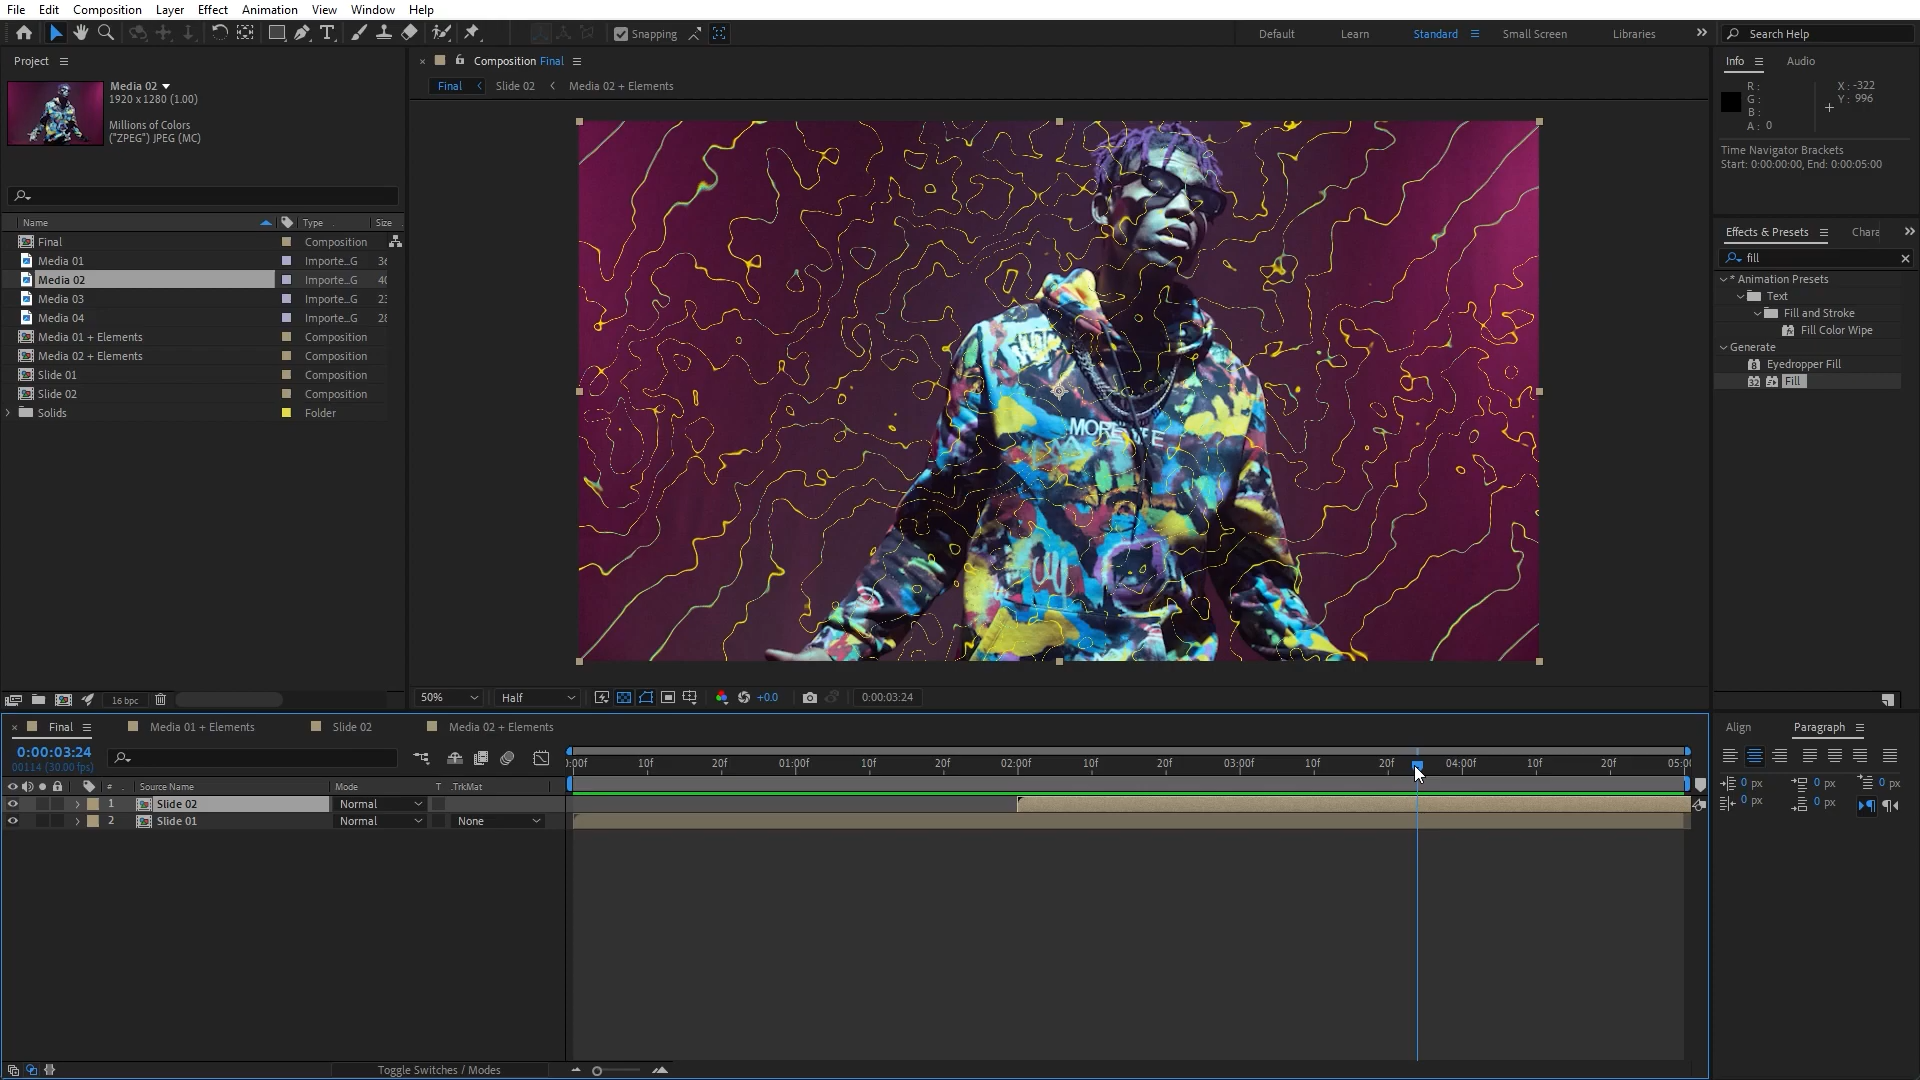 File Edit Composition Layer Effect Animation View Window Help
Snapping
Default Learn Standard Small Screen Libraries
Search Help
Project
Media 02
1920 x 1280 (1.00)
Millions of Colors
("ZPEG") JPEG (MC)
Name Type Size
Final Composition
Media 01 Importe...G 36
Media 02 Importe...G 40
Media 03 Importe...G 23
Media 04 Importe...G 28
Media 01 + Elements Composition
Media 02 + Elements Composition
Slide 01 Composition
Slide 02 Composition
Solids Folder
16 bpc
Composition Final
Final Slide 02 Media 02 + Elements
50% Half +0.0 0:00:03:24
Info Audio
R : X : -322
G : Y : 996
B :
A : 0
Time Navigator Brackets
Start: 0:00:00:00, End: 0:00:05:00
Effects & Presets Chara
fill
* Animation Presets
Text
Fill and Stroke
Fill Color Wipe
Generate
Eyedropper Fill
Fill
Final Media 01 + Elements Slide 02 Media 02 + Elements
0:00:03:24
00114 (30.00 fps)
# Source Name Mode T .TrkMat
1 Slide 02 Normal
2 Slide 01 Normal None
0:00f 10f 20f 01:00f 10f 20f 02:00f 10f 20f 03:00f 10f 20f 04:00f 10f 20f 05:00
Toggle Switches / Modes
Align Paragraph
0 px 0 px 0 px
0 px 0 px